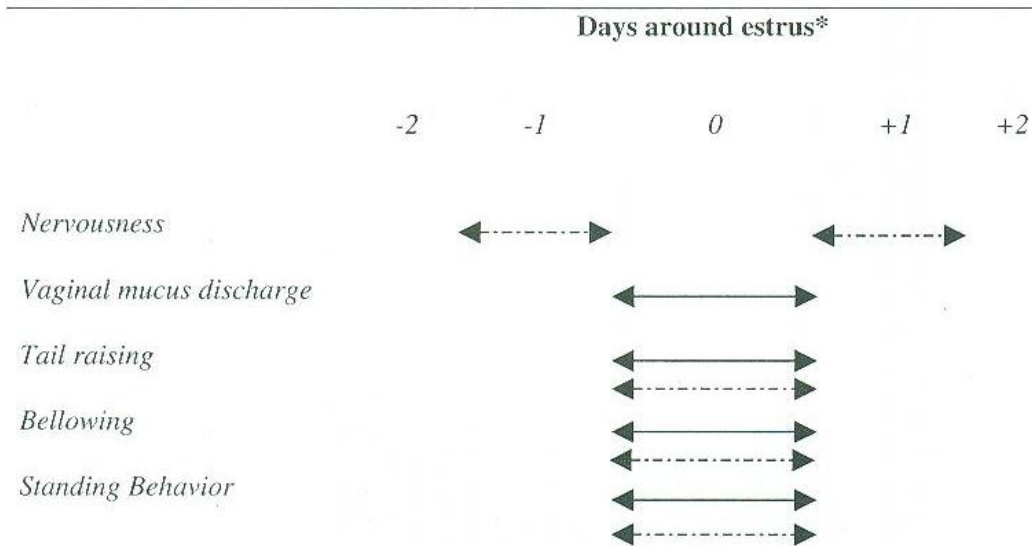 Days around estrus*
-2 -1 0 +1 +2
Nervousness
Vaginal mucus discharge
Tail raising
Bellowing
Standing Behavior